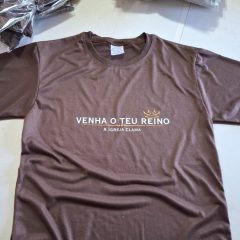 VENHA O TEU REINO
A IGREJA CLAMA